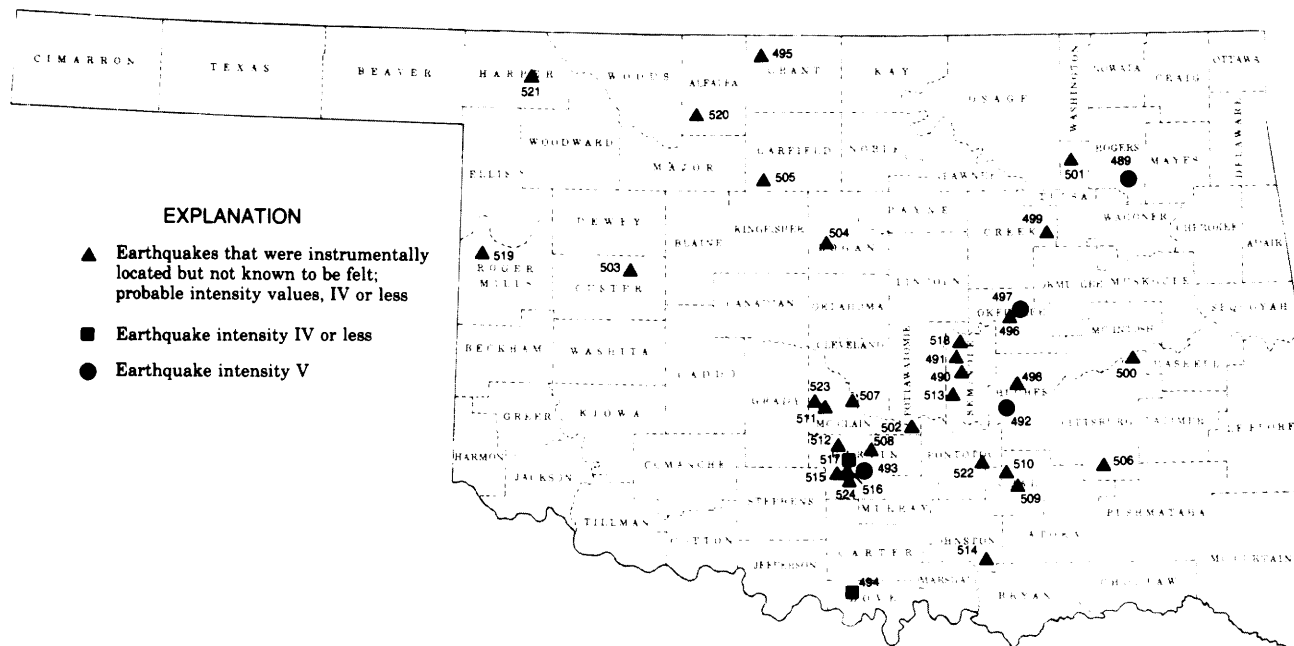 CIMARRON
TEXAS
BEAVER
HARPER
521
WOODS
ALFALFA
495
GRANT
KAY
OSAGE
WASHINGTON
NOWATA
CRAIG
OTTAWA
520
WOODWARD
MAJOR
GARFIELD
NOBLE
PAWNEE
ROGERS
489
501
MAYES
DELAWARE
ELLIS
505
TULSA
EXPLANATION
Earthquakes that were instrumentally
located but not known to be felt;
probable intensity values, IV or less
Earthquake intensity IV or less
Earthquake intensity V
DEWEY
BLAINE
KINGFISHER
504
LOGAN
PAYNE
499
CREEK
WAGONER
CHEROKEE
ADAIR
519
ROGER
MILLS
503
CUSTER
CANADIAN
OKLAHOMA
LINCOLN
OKMULGEE
MUSKOGEE
SEQUOYAH
497
496
MCINTOSH
BECKHAM
WASHITA
CADDO
CLEVELAND
POTTAWATOMIE
518
491
490
513
498
HUGHES
492
500
HASKELL
GREER
KIOWA
GRADY
523
511
507
MCCLAIN
502
PITTSBURG
LATIMER
LE FLORE
HARMON
JACKSON
COMANCHE
512
508
517
493
515
524
516
PONTOTOC
522
510
509
506
TILLMAN
STEPHENS
MURRAY
PUSHMATAHA
COTTON
CARTER
JOHNSTON
514
ATOKA
MCCURTAIN
JEFFERSON
494
LOVE
BRYAN
CHOCTAW